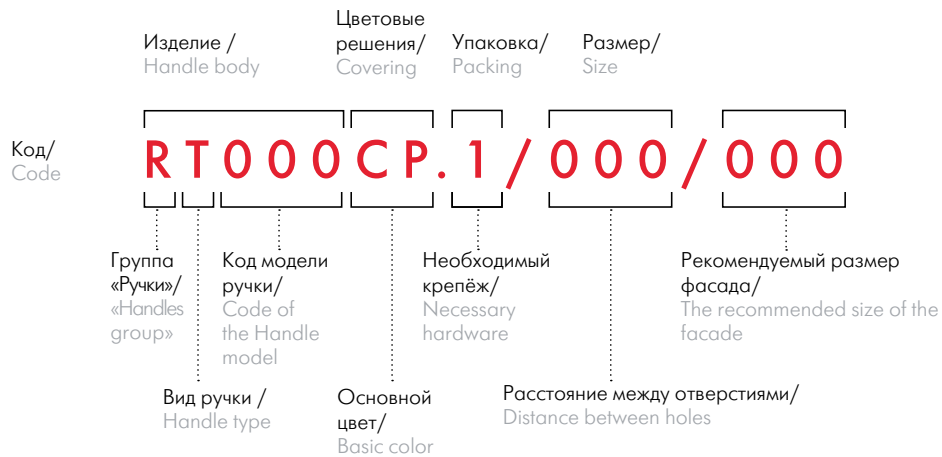 Изделие /
Handle body
Цветовые
решения/
Covering
Упаковка/
Packing
Размер/
Size
Код/
Code
RT000CP.1/000/000
Группа
«Ручки»/
«Handles
group»
Код модели
ручки/
Code of
the Handle
model
Необходимый
крепёж/
Necessary
hardware
Рекомендуемый размер
фасада/
The recommended size of the
facade
Вид ручки /
Handle type
Основной
цвет/
Basic color
Расстояние между отверстиями/
Distance between holes